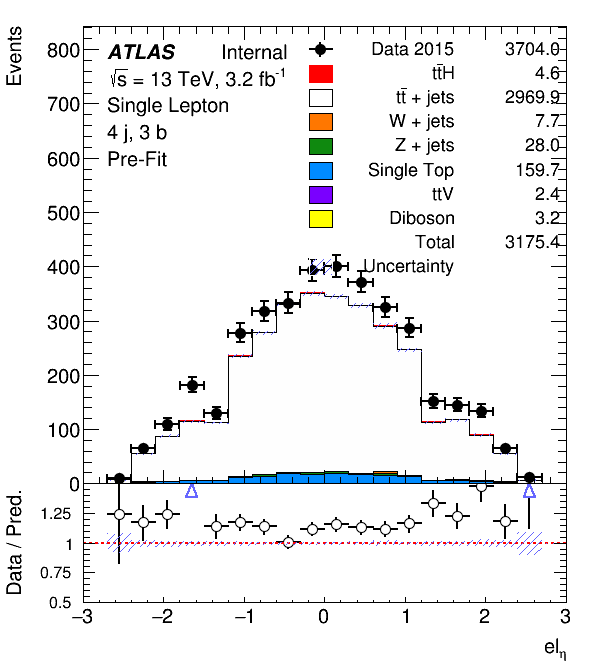 Events
800
700
600
500
400
300
200
100
0
ATLAS Internal
√s = 13 TeV, 3.2 fb⁻¹
Single Lepton
4 j, 3 b
Pre-Fit
Data 2015 3704.0
tt̄H 4.6
tt̄ + jets 2969.9
W + jets 7.7
Z + jets 28.0
Single Top 159.7
ttV 2.4
Diboson 3.2
Total 3175.4
Uncertainty
Data / Pred.
1.25
1
0.75
0.5
−3 −2 −1 0 1 2 3
el_η